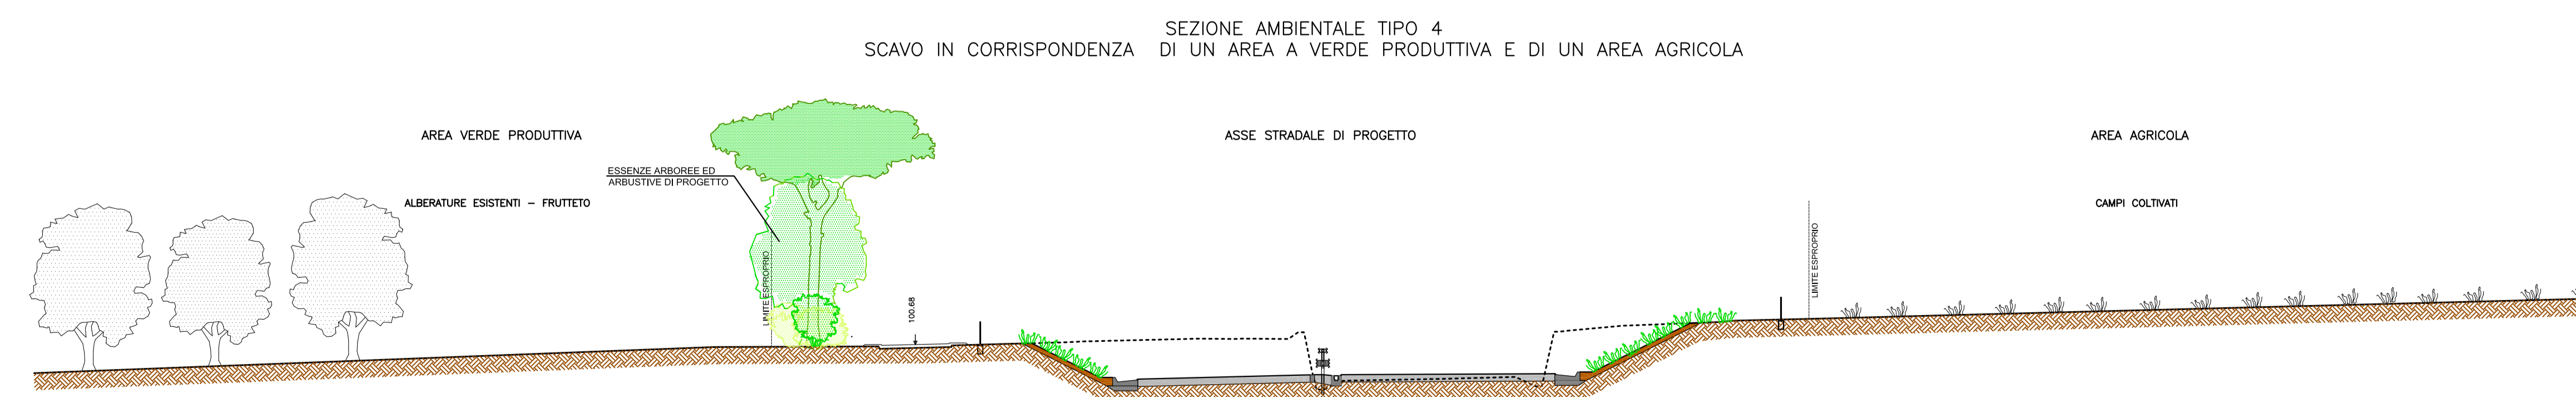 SEZIONE AMBIENTALE TIPO 4
SCAVO IN CORRISPONDENZA DI UN AREA A VERDE PRODUTTIVA E DI UN AREA AGRICOLA
AREA VERDE PRODUTTIVA
ASSE STRADALE DI PROGETTO
AREA AGRICOLA
ESSENZE ARBOREE ED
ARBUSTIVE DI PROGETTO
ALBERATURE ESISTENTI – FRUTTETO
CAMPI COLTIVATI
LIMITE ESPROPRIO
100.68
LIMITE ESPROPRIO